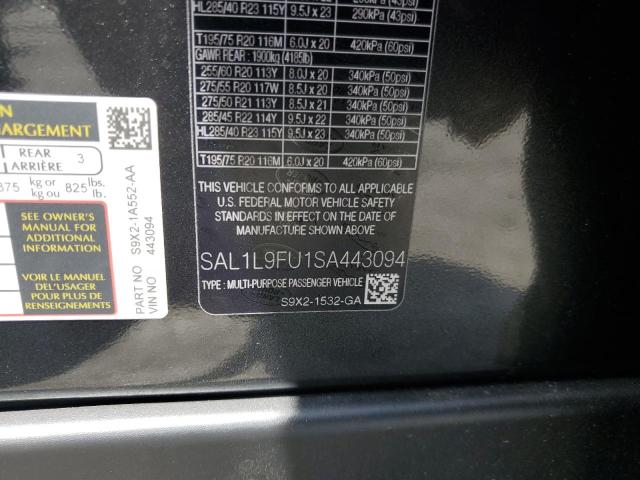 HL285/40 R23 115Y 9.5J x 23 290kPa (43psi)
T195/75 R20 116M 6.0J x 20 420kPa (60psi)
GAWR REAR : 1900kg (4185lb)
255/60 R20 113Y 8.0J x 20 340kPa (50psi)
275/55 R20 117W 8.5J x 20 340kPa (50psi)
275/50 R21 113Y 8.5J x 21 340kPa (50psi)
285/45 R22 114Y 9.5J x 22 340kPa (50psi)
HL285/40 R23 115Y 9.5J x 23 340kPa (50psi)
T195/75 R20 116M 6.0J x 20 420kPa (60psi)
THIS VEHICLE CONFORMS TO ALL APPLICABLE
U.S. FEDERAL MOTOR VEHICLE SAFETY
STANDARDS IN EFFECT ON THE DATE OF
MANUFACTURE SHOWN ABOVE
SAL1L9FU1SA443094
TYPE : MULTI-PURPOSE PASSENGER VEHICLE
S9X2-1532-GA
REAR
ARRIÈRE 3
kg or
kg ou 825 lbs.
lb.
SEE OWNER'S
MANUAL FOR
ADDITIONAL
INFORMATION
VOIR LE MANUEL
DE L'USAGER
POUR PLUS DE
RENSEIGNEMENTS
PART NO S9X2-1A552-AA
VIN NO 443094